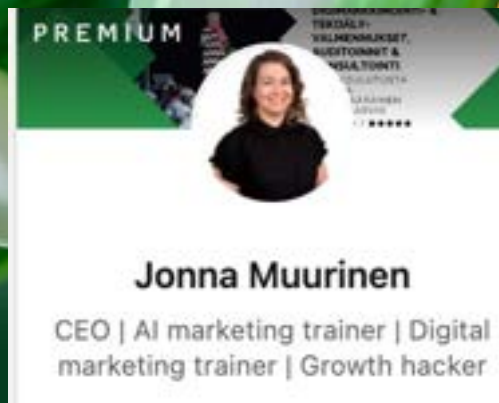 PREMIUM
TEKOÄLY-
VALMENNUKSET,
AUDITOINNIT &
KONSULTOINTI
Jonna Muurinen
CEO | AI marketing trainer | Digital
marketing trainer | Growth hacker